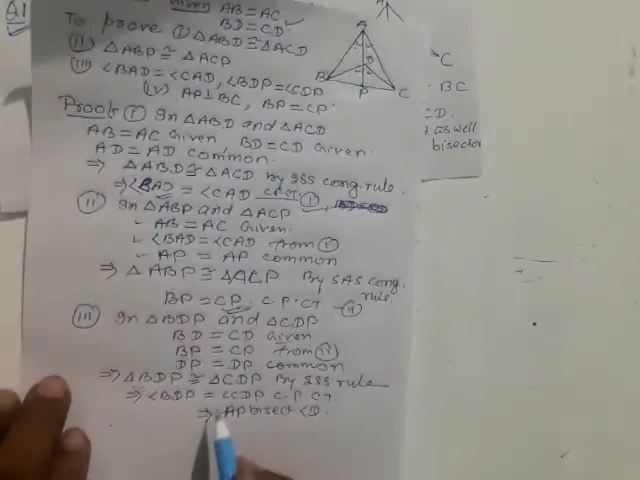 Q1
Given AB = AC
BD = CD.
To prove (i) △ABD ≅ △ACD
(ii) △ABP ≅ △ACP
(iii) ∠BAD = ∠CAD, ∠BDP = ∠CDP
(iv) AP ⊥ BC, BP = CP.
A
D
B
P
C
C
BC
CD.
as well
bisector
Proof: (i) In △ABD and △ACD
AB = AC Given, BD = CD Given.
AD = AD common.
⇒ △ABD ≅ △ACD by SSS cong. rule.
⇒ ∠BAD = ∠CAD CPCT (i)
(ii) In △ABP and △ACP
AB = AC Given.
∠BAD = ∠CAD from (i)
AP = AP common
⇒ △ABP ≅ △ACP By SAS cong. rule.
BP = CP. C.P.CT (ii)
(iii) In △BDP and △CDP
BD = CD Given
BP = CP from (ii)
DP = DP common
⇒ △BDP ≅ △CDP By SSS rule
⇒ ∠BDP = ∠CDP C.P.CT.
⇒ AP bisect ∠D.